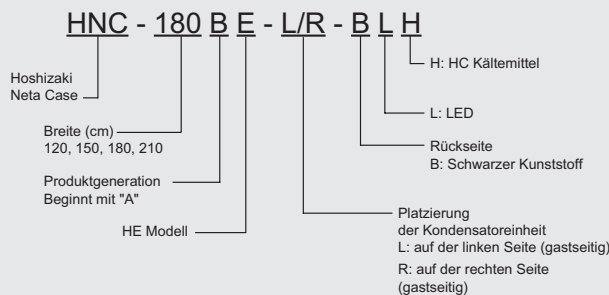 HNC - 180 B E - L/R - B L H
H: HC Kältemittel
Hoshizaki
Neta Case
L: LED
Breite (cm)
120, 150, 180, 210
Rückseite
B: Schwarzer Kunststoff
Produktgeneration
Beginnt mit "A"
HE Modell
Platzierung
der Kondensatoreinheit
L: auf der linken Seite (gastseitig)
R: auf der rechten Seite
(gastseitig)